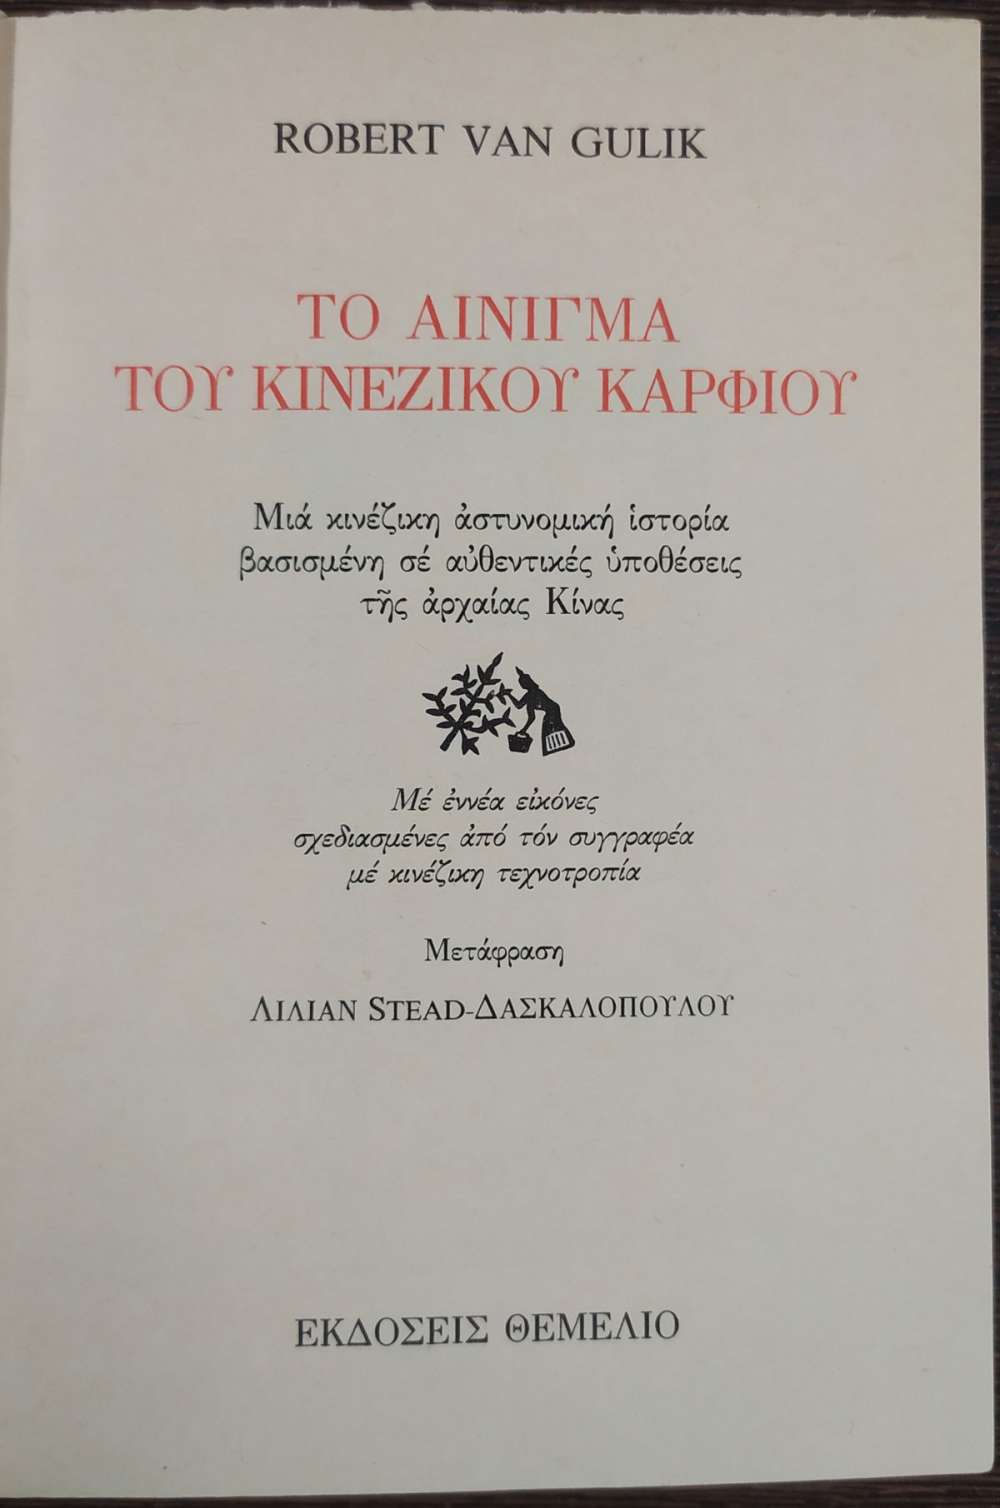 ROBERT VAN GULIK
ΤΟ ΑΙΝΙΓΜΑ
ΤΟΥ ΚΙΝΕΖΙΚΟΥ ΚΑΡΦΙΟΥ
Μιά κινέζικη ἀστυνομική ἱστορία
βασισμένη σέ αὐθεντικές ὑποθέσεις
τῆς ἀρχαίας Κίνας
Μέ ἐννέα εἰκόνες
σχεδιασμένες ἀπό τόν συγγραφέα
μέ κινέζικη τεχνοτροπία
Μετάφραση
ΛΙΛΙΑΝ STEAD-ΔΑΣΚΑΛΟΠΟΥΛΟΥ
ΕΚΔΟΣΕΙΣ ΘΕΜΕΛΙΟ